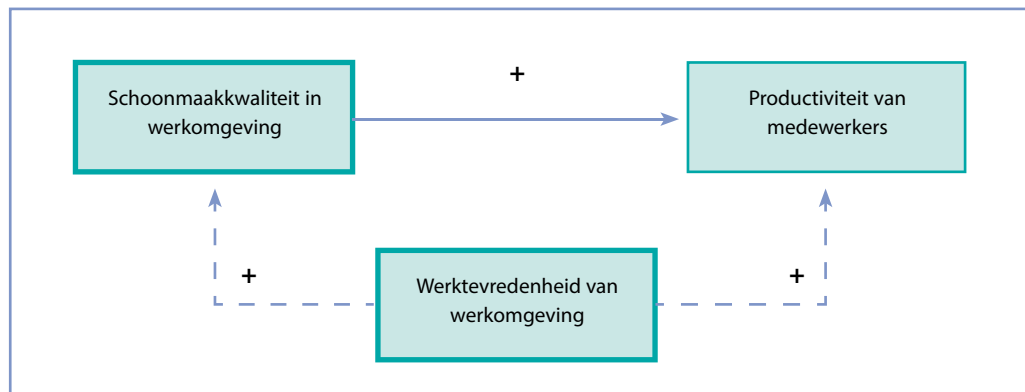 +
Schoonmaakkwaliteit in
werkomgeving
Productiviteit van
medewerkers
+
+
Werktevredenheid van
werkomgeving